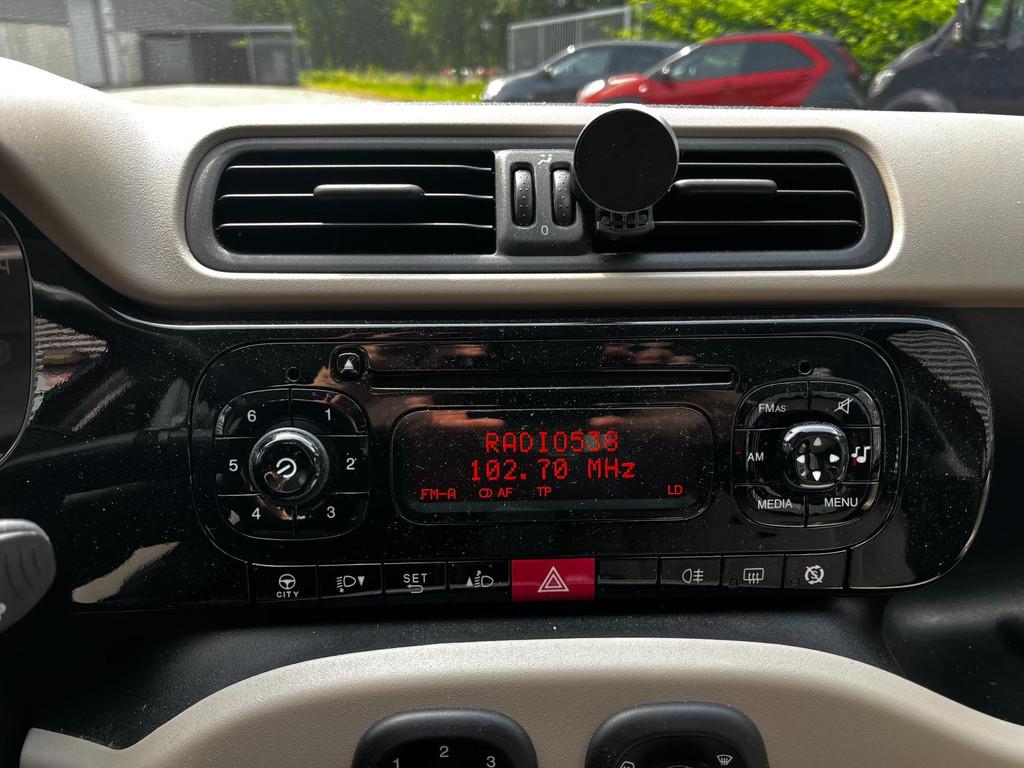 0
6 1
5 2
4 3
RADIO538
102.70 MHz
FM-A AF TP LD
FMAS
AM
MEDIA MENU
CITY
SET
1 2 3